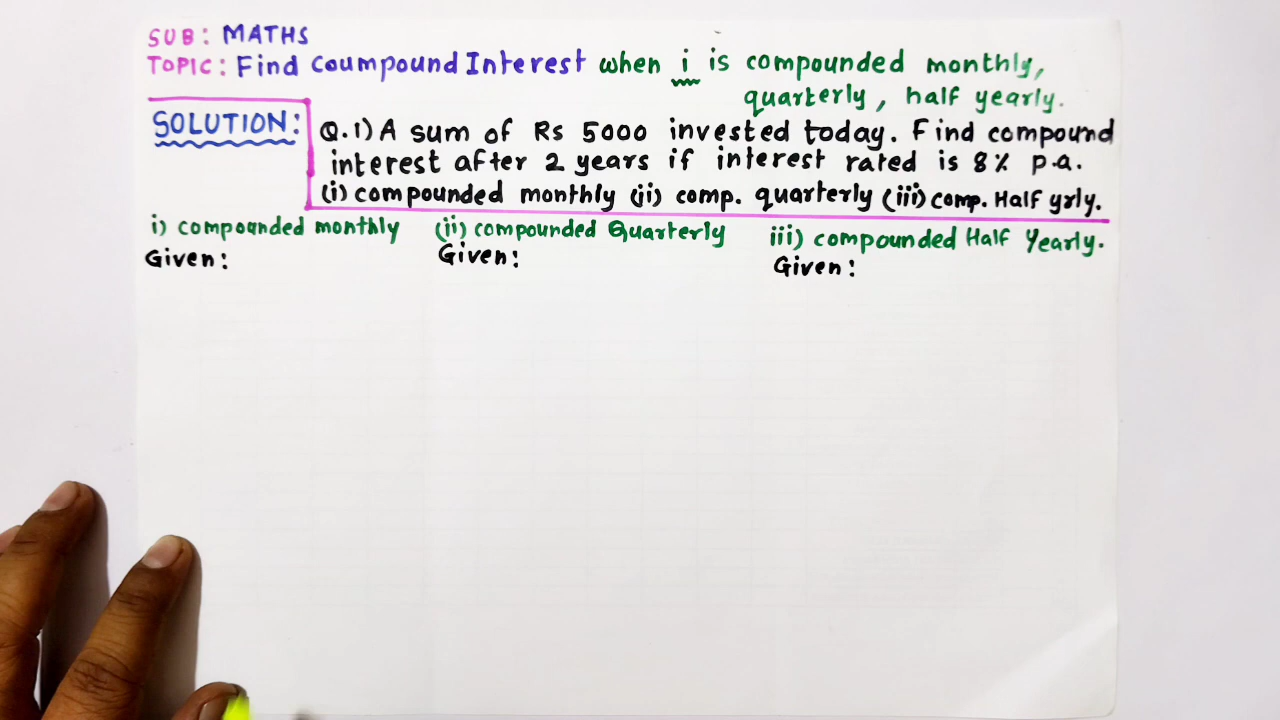 SUB: MATHS
TOPIC: Find Coumpound Interest when i is compounded monthly,
quarterly, half yearly.
SOLUTION:
Q.1) A sum of Rs 5000 invested today. Find compound
interest after 2 years if interest rated is 8% p.a.
(i) compounded monthly (ii) comp. quarterly (iii) comp. Half yrly.
i) compounded monthly
Given:
(ii) compounded Quarterly
Given:
iii) compounded Half Yearly.
Given: